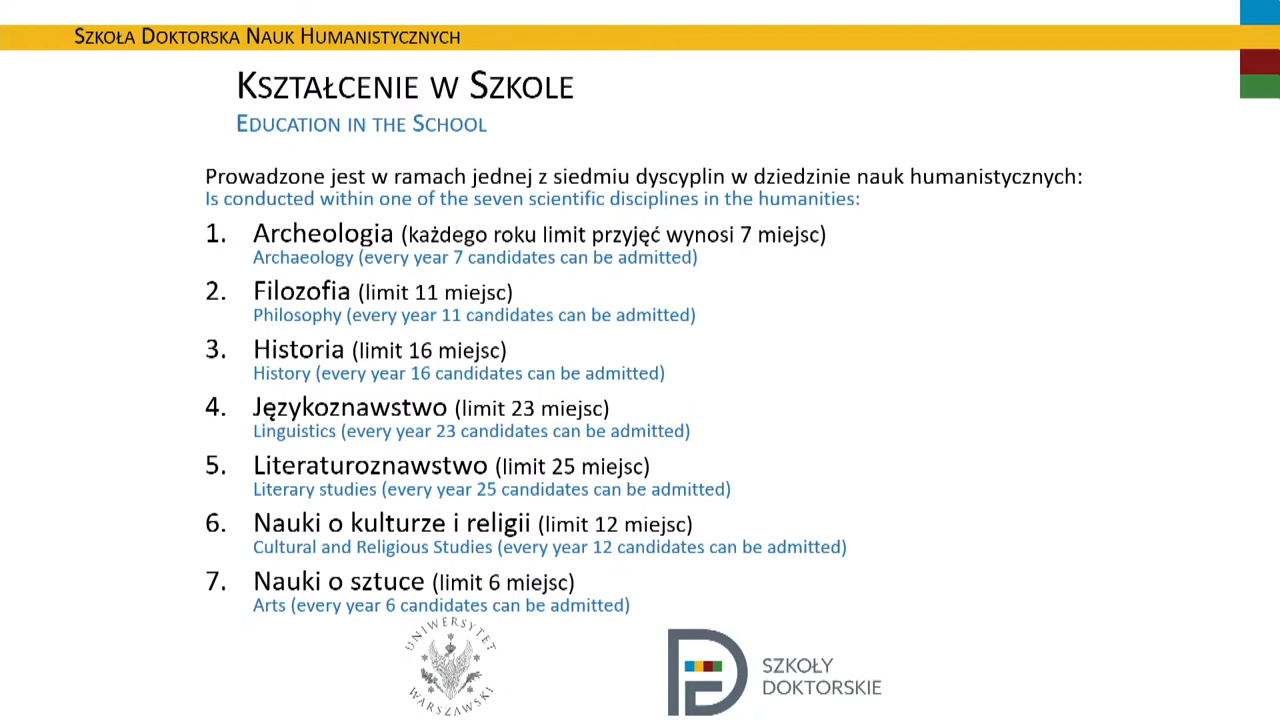 Szkoła Doktorska Nauk Humanistycznych
Kształcenie w Szkole
Education in the School
Prowadzone jest w ramach jednej z siedmiu dyscyplin w dziedzinie nauk humanistycznych:
Is conducted within one of the seven scientific disciplines in the humanities:
1. Archeologia (każdego roku limit przyjęć wynosi 7 miejsc)
Archaeology (every year 7 candidates can be admitted)
2. Filozofia (limit 11 miejsc)
Philosophy (every year 11 candidates can be admitted)
3. Historia (limit 16 miejsc)
History (every year 16 candidates can be admitted)
4. Językoznawstwo (limit 23 miejsc)
Linguistics (every year 23 candidates can be admitted)
5. Literaturoznawstwo (limit 25 miejsc)
Literary studies (every year 25 candidates can be admitted)
6. Nauki o kulturze i religii (limit 12 miejsc)
Cultural and Religious Studies (every year 12 candidates can be admitted)
7. Nauki o sztuce (limit 6 miejsc)
Arts (every year 6 candidates can be admitted)
UNIWERSYTET
WARSZAWSKI
SZKOŁY
DOKTORSKIE